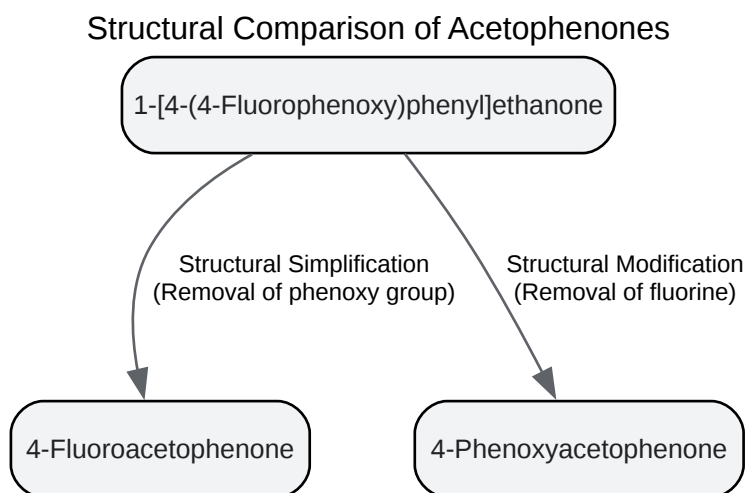 Structural Comparison of Acetophenones
1-[4-(4-Fluorophenoxy)phenyl]ethanone
Structural Simplification
(Removal of phenoxy group)
Structural Modification
(Removal of fluorine)
4-Fluoroacetophenone
4-Phenoxyacetophenone